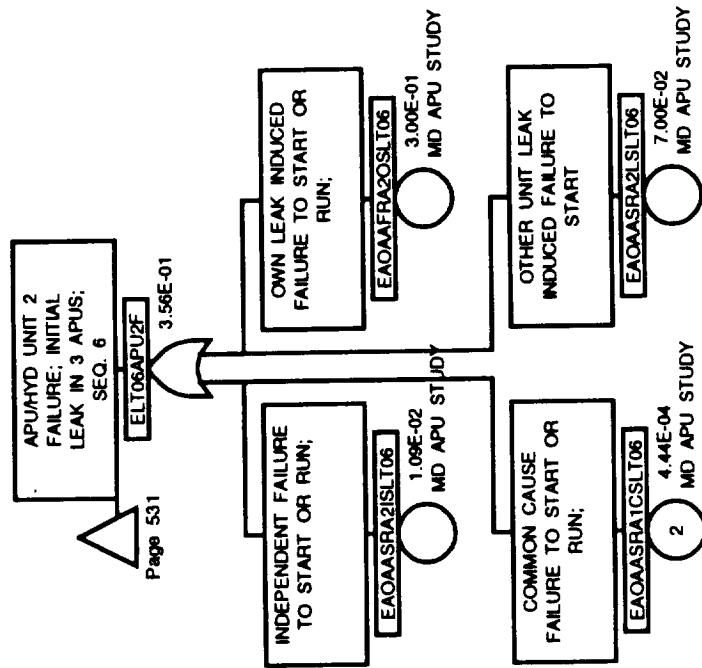 APU/HYD UNIT 2
FAILURE; INITIAL
LEAK IN 3 APUS;
SEQ. 6
ELT06APU2F
3.56E-01
Page 531
INDEPENDENT FAILURE
TO START OR RUN;
EAOAASRA2ISLT06
1.09E-02
MD APU STUDY
OWN LEAK INDUCED
FAILURE TO START OR
RUN;
EAOAAFRA2OSLT06
3.00E-01
MD APU STUDY
COMMON CAUSE
FAILURE TO START OR
RUN;
EAOAASRA1CSLT06
2
4.44E-04
MD APU STUDY
OTHER UNIT LEAK
INDUCED FAILURE TO
START
EAOAASRA2LSLT06
7.00E-02
MD APU STUDY